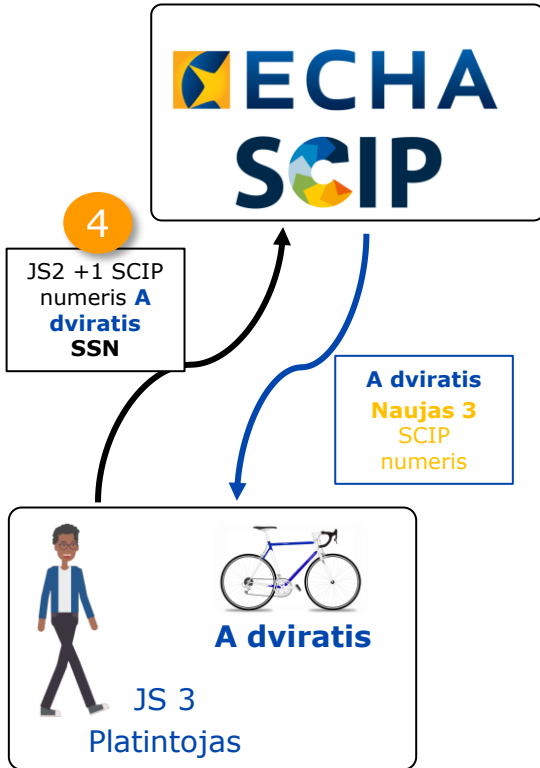 ECHA
SCIP
4
JS2 +1 SCIP
numeris A
dviratis
SSN
A dviratis
Naujas 3
SCIP
numeris
A dviratis
JS 3
Platintojas